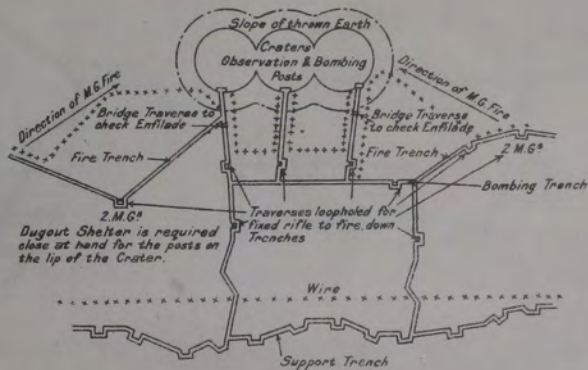 Slope of thrown Earth
Craters
Observation & Bombing
Posts
Direction of M.G. Fire
Direction of M.G. Fire
Bridge Traverse
to check Enfilade
Bridge Traverse
to check Enfilade
Fire Trench
Fire Trench
2 M.Gs
Bombing Trench
2.M.Gs
Traverses loopholed for
fixed rifle to fire, down
Trenches
Dugout Shelter is required
close at hand for the posts on
the lip of the Crater.
Wire
Support Trench